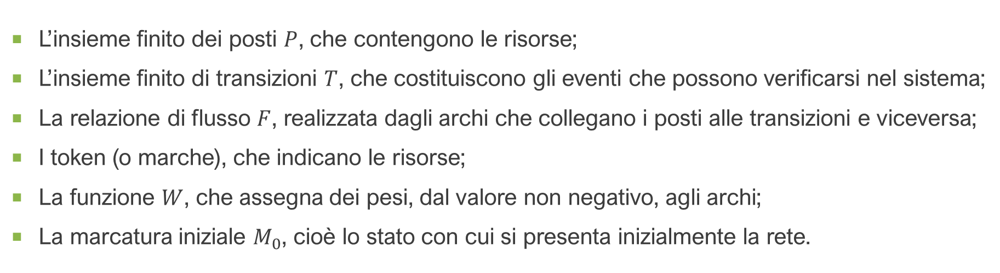 ▪ L’insieme finito dei posti 𝑃, che contengono le risorse;
▪ L’insieme finito di transizioni 𝑇, che costituiscono gli eventi che possono verificarsi nel sistema;
▪ La relazione di flusso 𝐹, realizzata dagli archi che collegano i posti alle transizioni e viceversa;
▪ I token (o marche), che indicano le risorse;
▪ La funzione 𝑊, che assegna dei pesi, dal valore non negativo, agli archi;
▪ La marcatura iniziale 𝑀₀, cioè lo stato con cui si presenta inizialmente la rete.